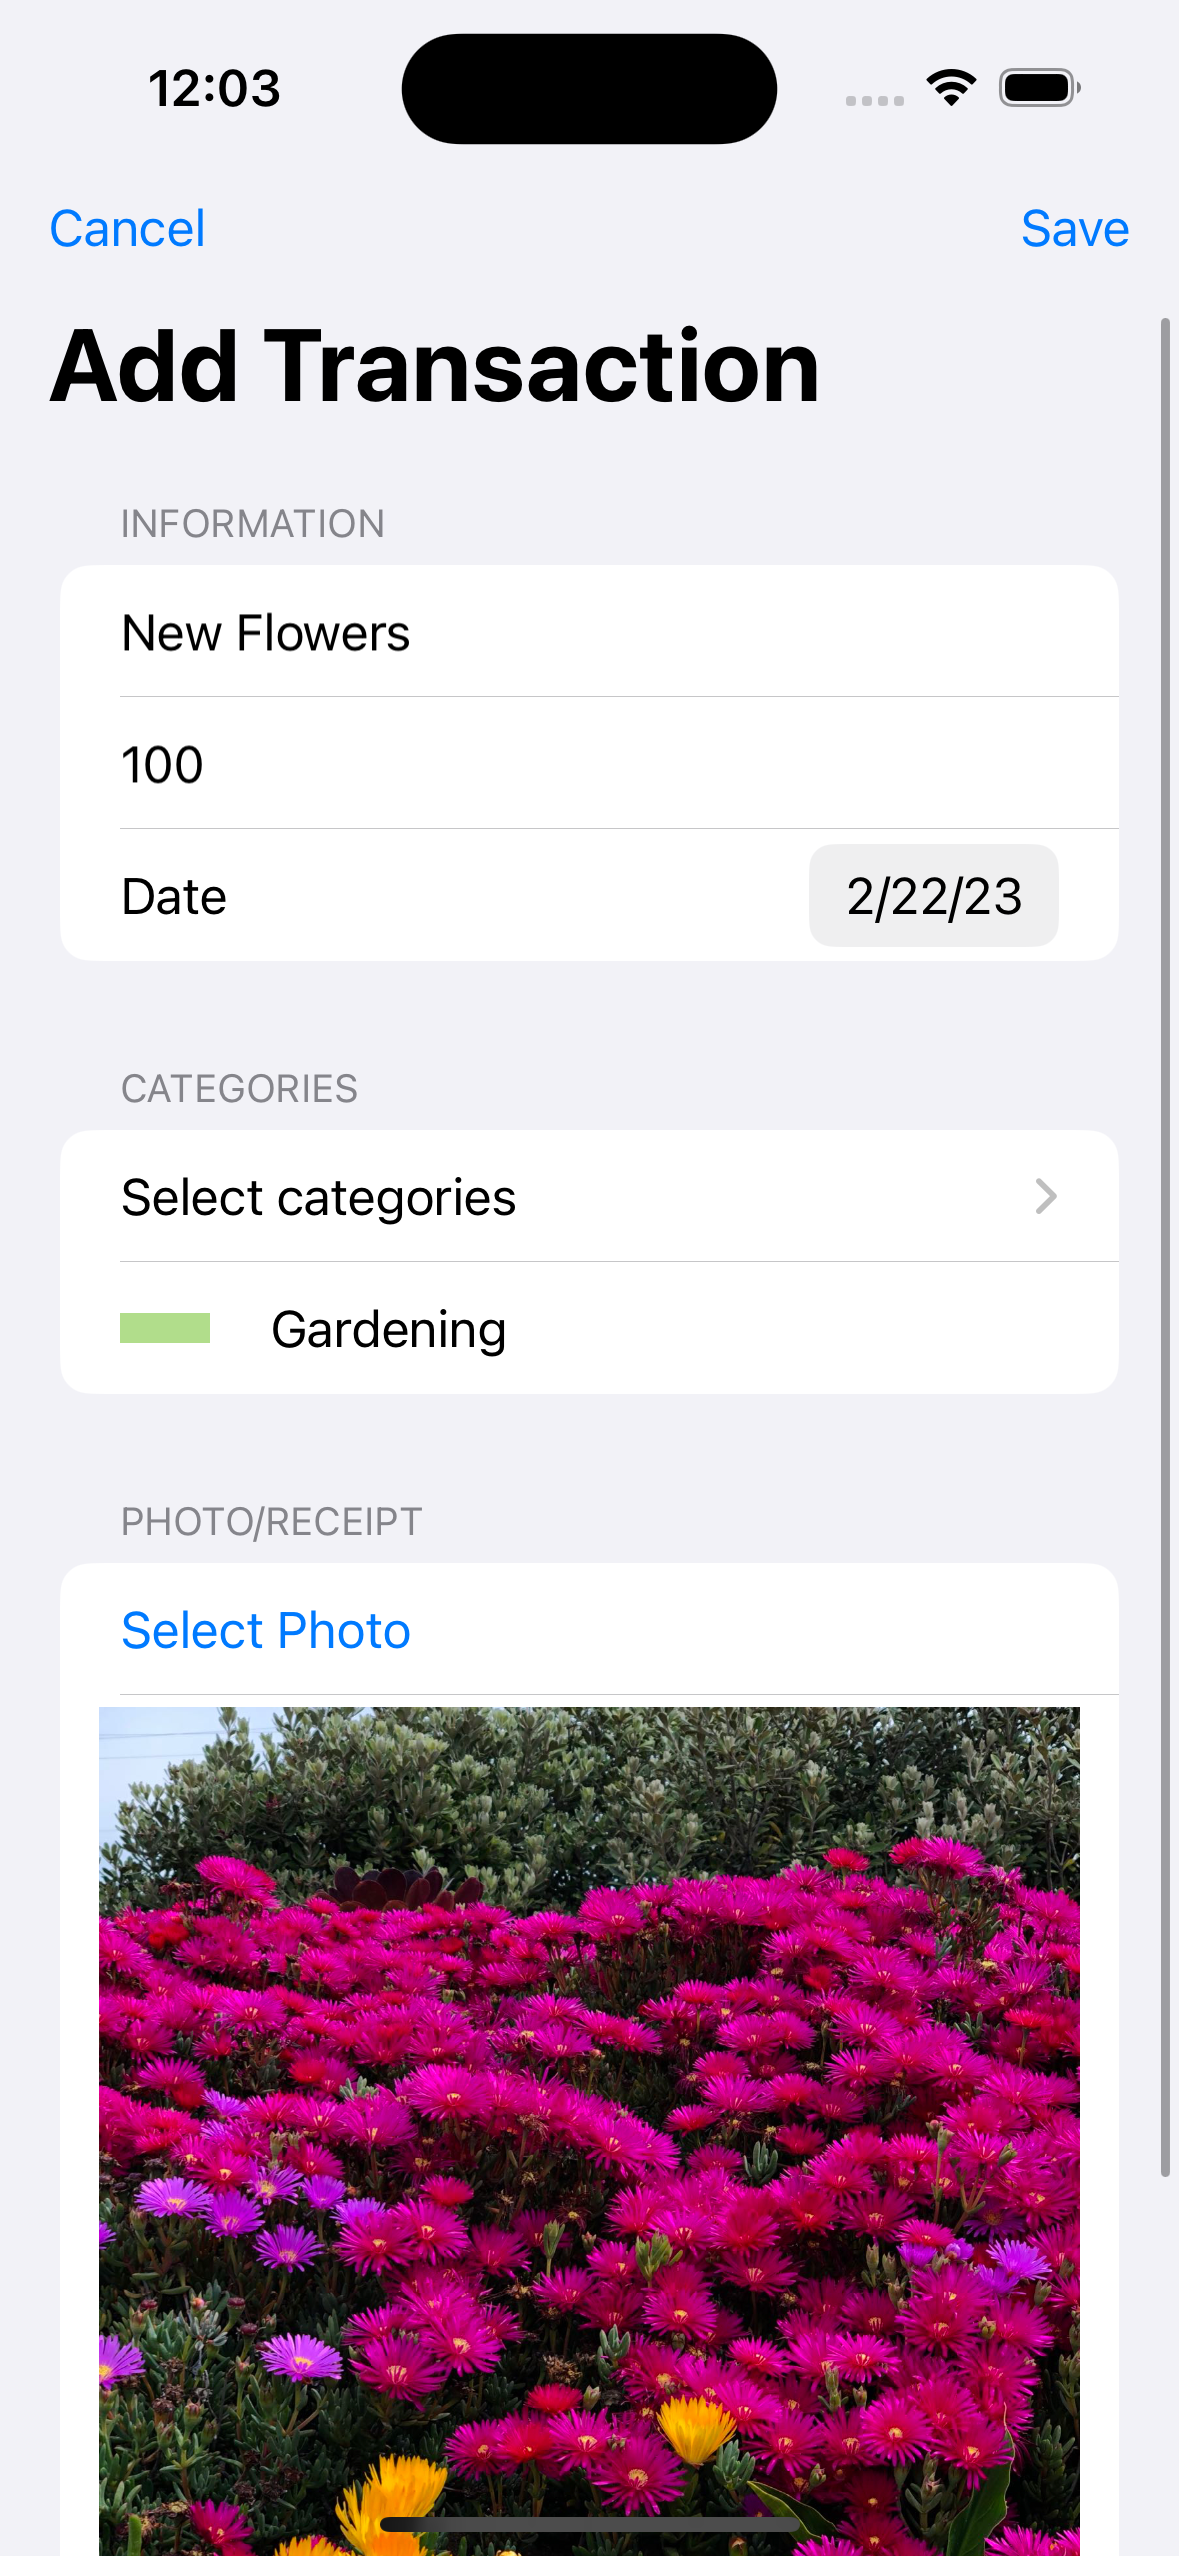 12:03
Cancel
Save
Add Transaction
INFORMATION
New Flowers
100
Date
2/22/23
CATEGORIES
Select categories
Gardening
PHOTO/RECEIPT
Select Photo